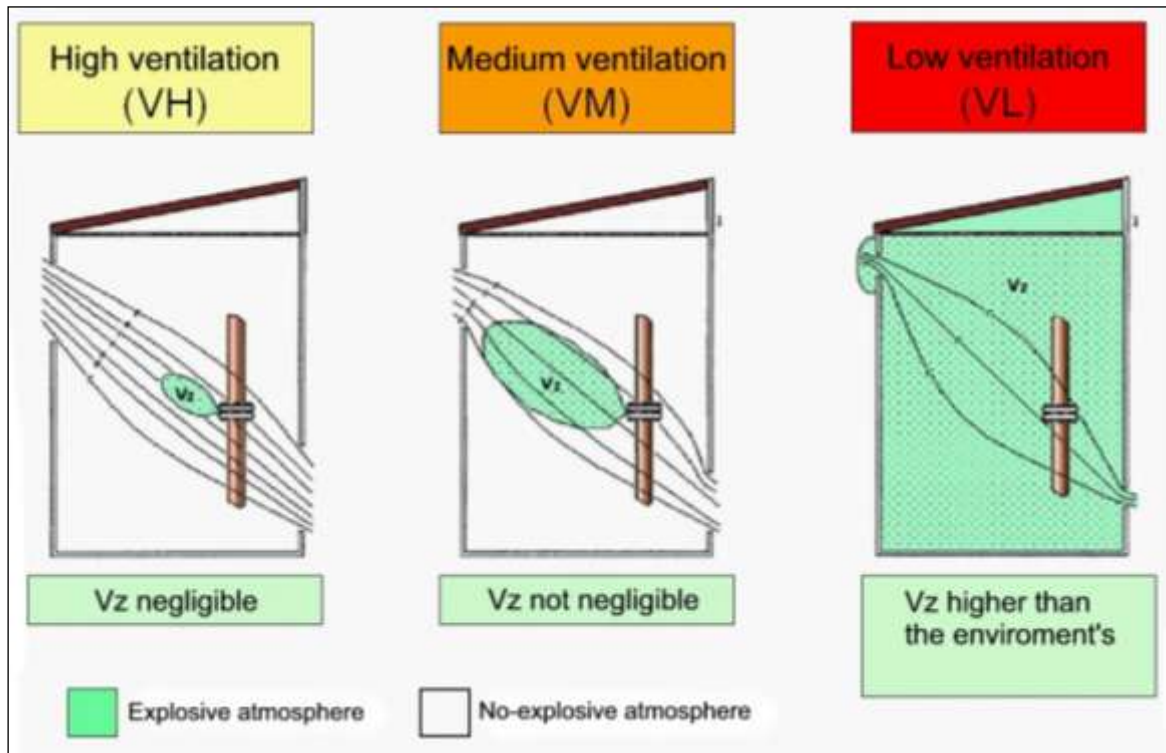 High ventilation
(VH)
Medium ventilation
(VM)
Low ventilation
(VL)
Vz
Vz
Vz
Vz negligible
Vz not negligible
Vz higher than
the enviroment's
Explosive atmosphere
No-explosive atmosphere